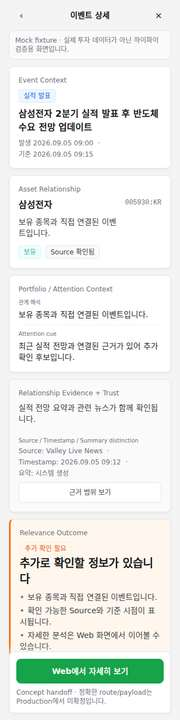 ‹ 이벤트 상세 ×
Mock fixture · 실제 투자 데이터가 아닌 하이파이
검증용 화면입니다.
Event Context
실적 발표
삼성전자 2분기 실적 발표 후 반도체
수요 전망 업데이트
발생 2026.09.05 09:00 ·
기준 2026.09.05 09:15
Asset Relationship
삼성전자 005930:KR
보유 종목과 직접 연결된 이벤
트입니다.
보유 Source 확인됨
Portfolio / Attention Context
관계 해석
보유 종목과 직접 연결된 이벤트입니다.
Attention cue
최근 실적 전망과 연결된 근거가 있어 추가
확인 후보입니다.
Relationship Evidence + Trust
실적 전망 요약과 관련 뉴스가 함께 확인됩
니다.
Source / Timestamp / Summary distinction
Source: Valley Live News ·
Timestamp: 2026.09.05 09:12 ·
요약: 시스템 생성
근거 범위 보기
Relevance Outcome
추가 확인 필요
추가로 확인할 정보가 있습니
다
• 보유 종목과 직접 연결된 이벤트입니다.
• 확인 가능한 Source와 기준 시점이 표
시됩니다.
• 자세한 분석은 Web 화면에서 이어볼 수
있습니다.
Web에서 자세히 보기
Concept handoff · 정확한 route/payload는
Production에서 미확정입니다.